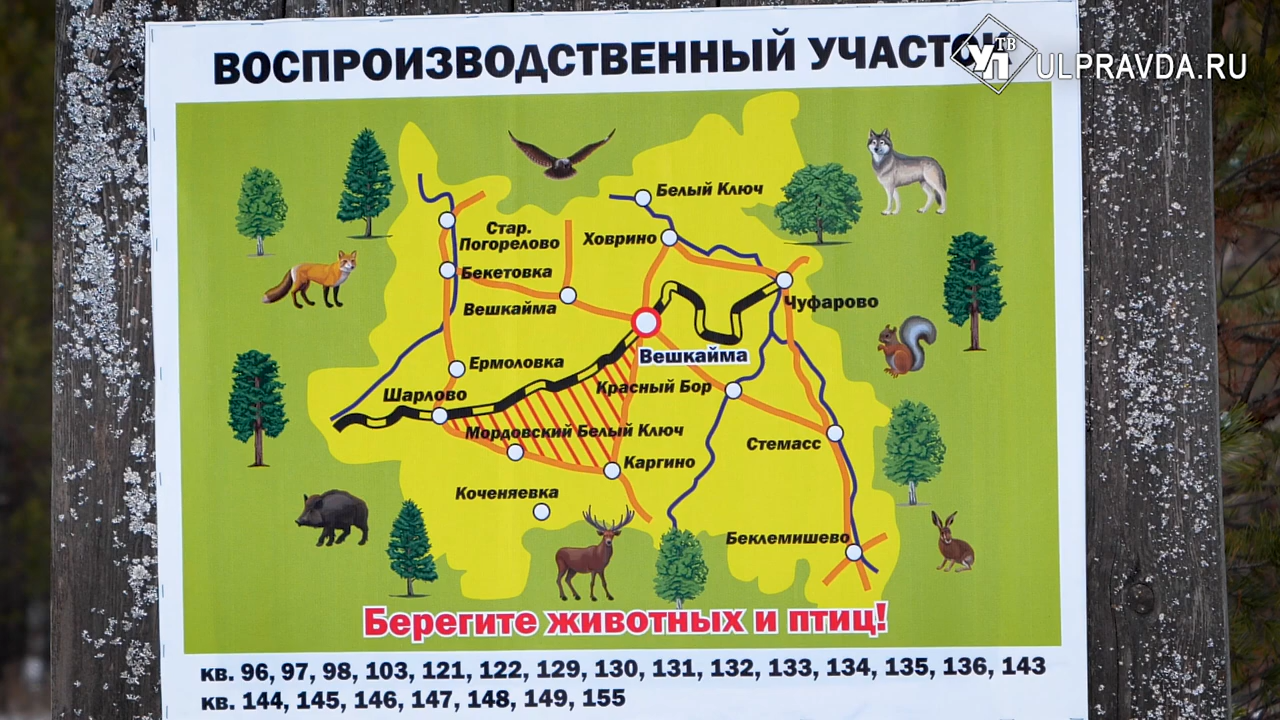 ВОСПРОИЗВОДСТВЕННЫЙ УЧАСТОК
УП ТВ ULPRAVDA.RU
Белый Ключ
Стар.
Погорелово
Ховрино
Бекетовка
Вешкайма
Чуфарово
Вешкайма
Ермоловка
Шарлово
Красный Бор
Мордовский Белый Ключ
Стемасс
Каргино
Коченяевка
Беклемишево
Берегите животных и птиц!
кв. 96, 97, 98, 103, 121, 122, 129, 130, 131, 132, 133, 134, 135, 136, 143
кв. 144, 145, 146, 147, 148, 149, 155